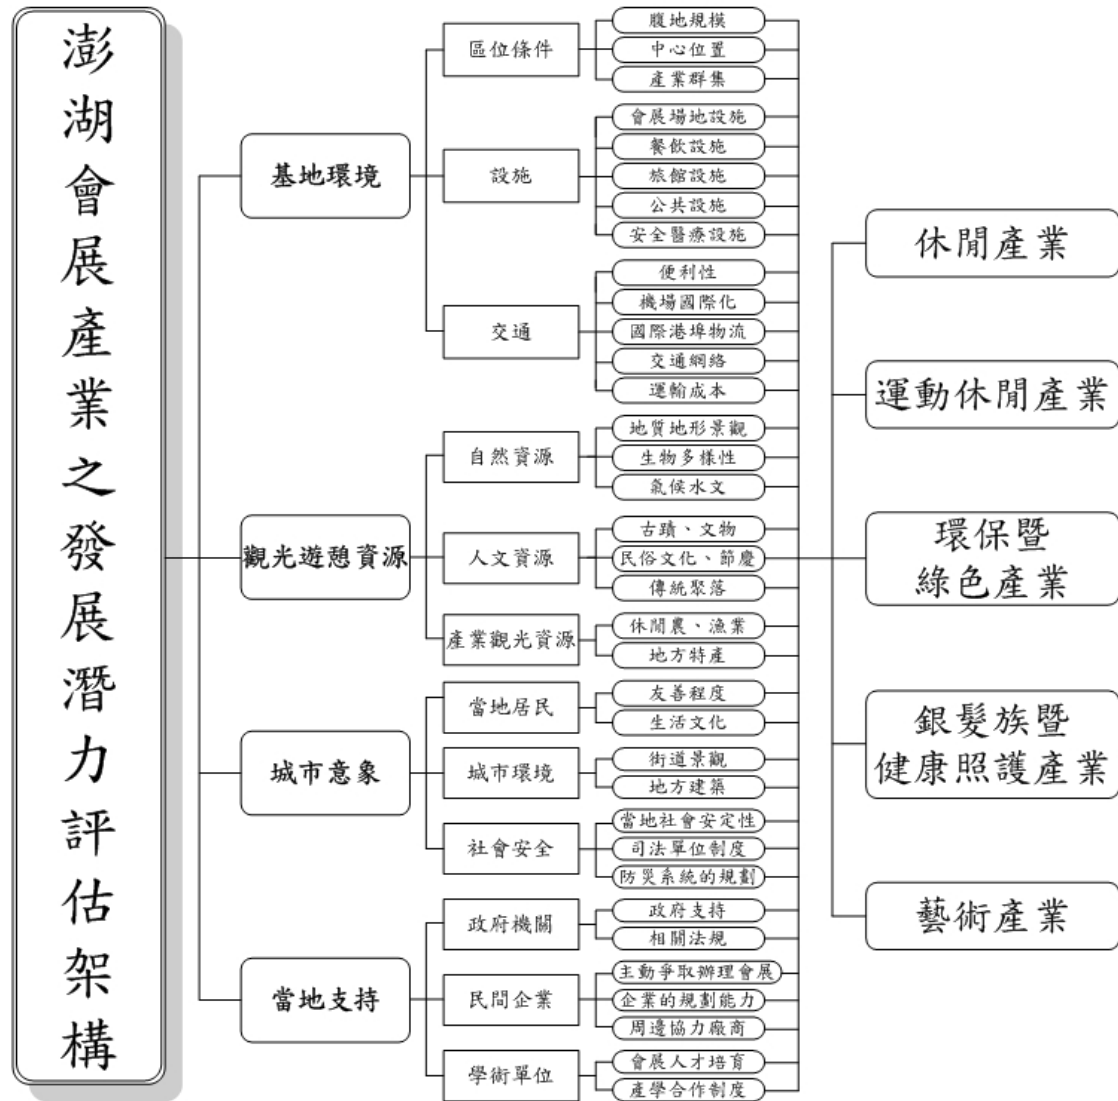 澎湖會展產業之發展潛力評估架構
基地環境
區位條件
腹地規模
中心位置
產業群集
設施
會展場地設施
餐飲設施
旅館設施
公共設施
安全醫療設施
交通
便利性
機場國際化
國際港埠物流
交通網絡
運輸成本
觀光遊憩資源
自然資源
地質地形景觀
生物多樣性
氣候水文
人文資源
古蹟、文物
民俗文化、節慶
傳統聚落
產業觀光資源
休閒農、漁業
地方特產
城市意象
當地居民
友善程度
生活文化
城市環境
街道景觀
地方建築
社會安全
當地社會安定性
司法單位制度
防災系統的規劃
當地支持
政府機關
政府支持
相關法規
民間企業
主動爭取辦理會展
企業的規劃能力
周邊協力廠商
學術單位
會展人才培育
產學合作制度
休閒產業
運動休閒產業
環保暨
綠色產業
銀髮族暨
健康照護產業
藝術產業